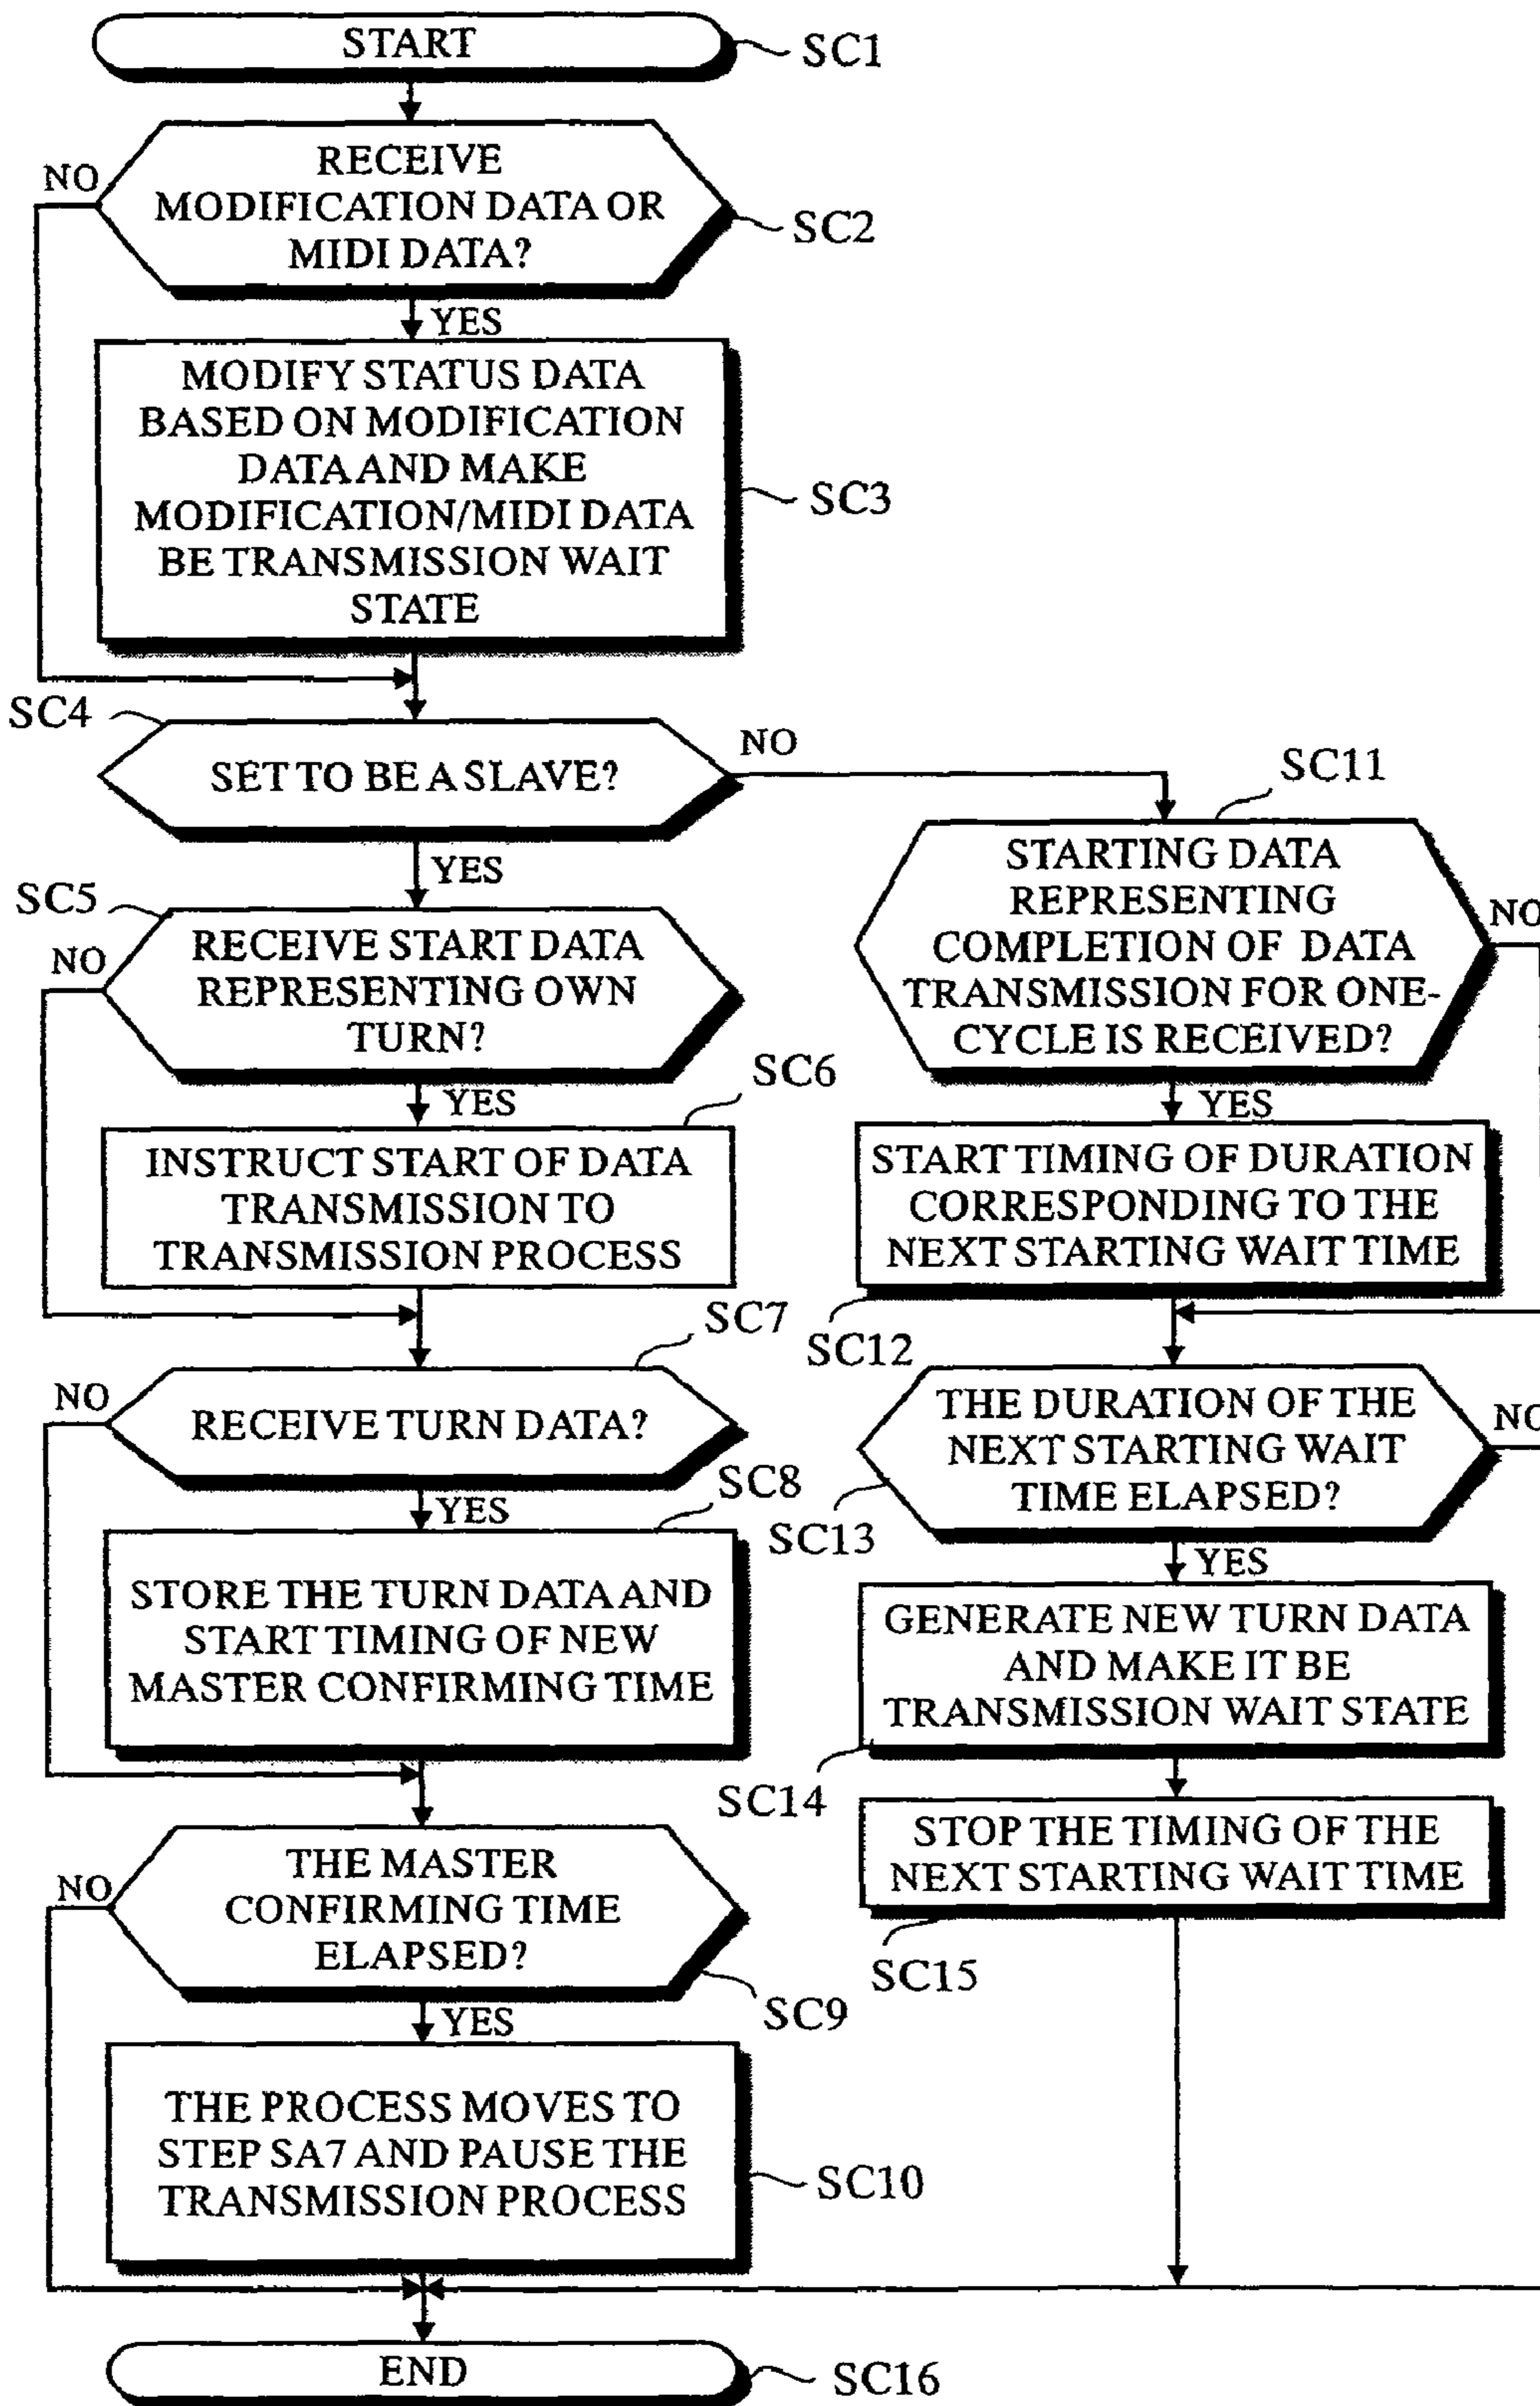 START
SC1
RECEIVE
MODIFICATION DATA OR
MIDI DATA?
NO
SC2
YES
MODIFY STATUS DATA
BASED ON MODIFICATION
DATA AND MAKE
MODIFICATION/MIDI DATA
BE TRANSMISSION WAIT
STATE
SC3
SC4
SET TO BE A SLAVE?
NO
YES
SC5
RECEIVE START DATA
REPRESENTING OWN
TURN?
NO
YES
SC6
INSTRUCT START OF DATA
TRANSMISSION TO
TRANSMISSION PROCESS
SC7
NO
RECEIVE TURN DATA?
YES
SC8
STORE THE TURN DATA AND
START TIMING OF NEW
MASTER CONFIRMING TIME
NO
THE MASTER
CONFIRMING TIME
ELAPSED?
SC9
YES
THE PROCESS MOVES TO
STEP SA7 AND PAUSE THE
TRANSMISSION PROCESS
SC10
SC11
STARTING DATA
REPRESENTING
COMPLETION OF DATA
TRANSMISSION FOR ONE-
CYCLE IS RECEIVED?
NO
YES
START TIMING OF DURATION
CORRESPONDING TO THE
NEXT STARTING WAIT TIME
SC12
THE DURATION OF THE
NEXT STARTING WAIT
TIME ELAPSED?
NO
SC13
YES
GENERATE NEW TURN DATA
AND MAKE IT BE
TRANSMISSION WAIT STATE
SC14
STOP THE TIMING OF THE
NEXT STARTING WAIT TIME
SC15
END
SC16